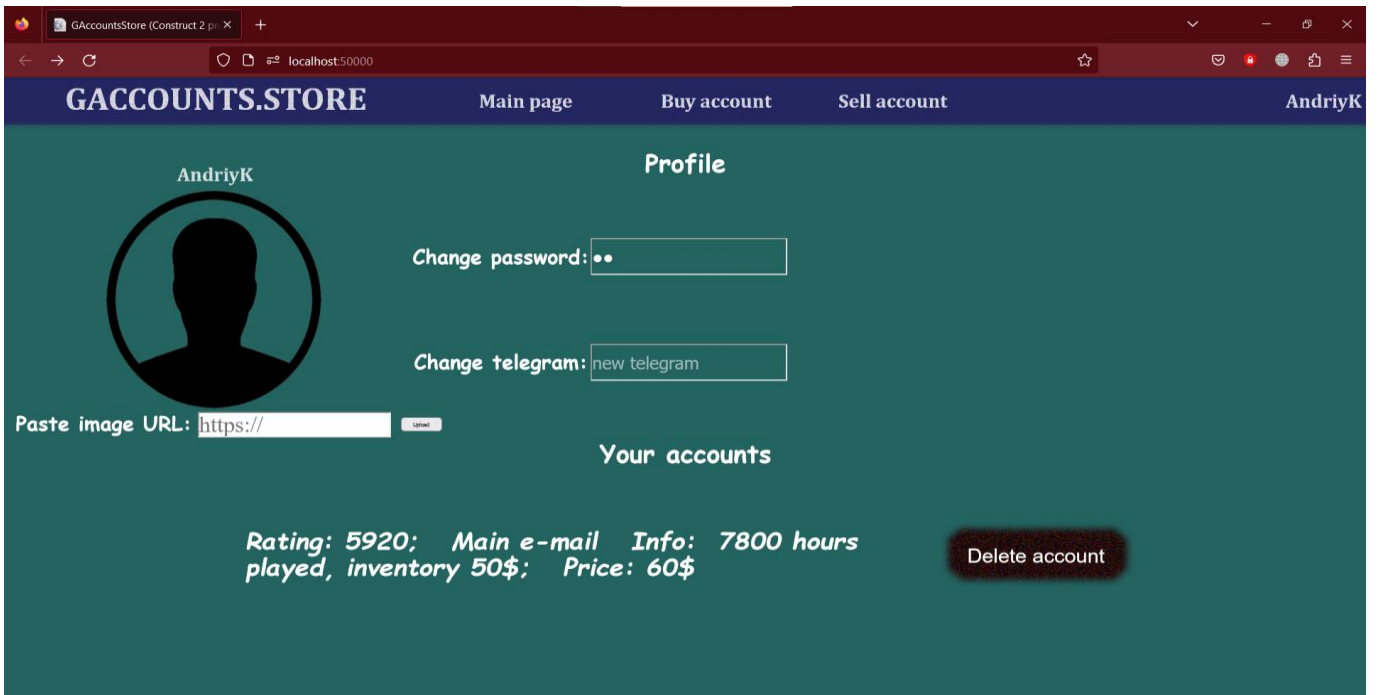 GAccountsStore (Construct 2 pr
localhost:50000
GACCOUNTS.STORE Main page Buy account Sell account AndriyK
Profile
AndriyK
Change password:
Change telegram: new telegram
Paste image URL: https:// Upload
Your accounts
Rating: 5920; Main e-mail Info: 7800 hours
played, inventory 50$; Price: 60$
Delete account